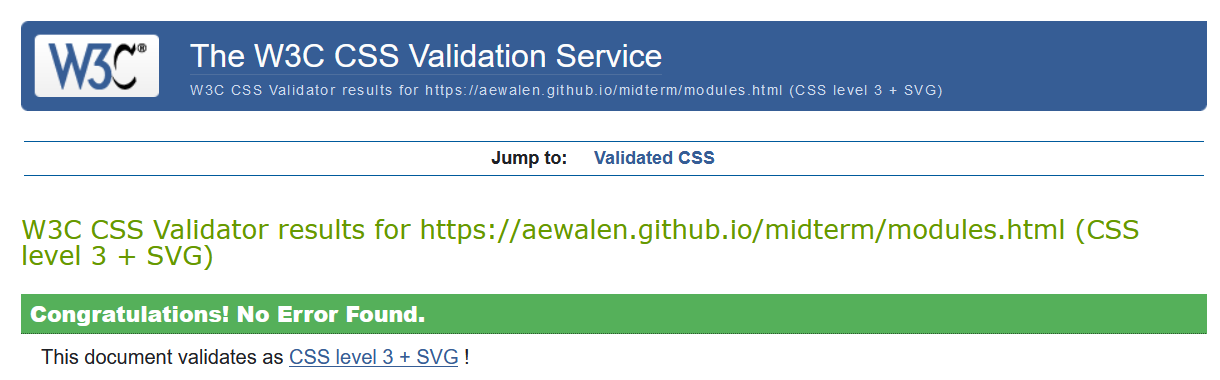 W3C®
The W3C CSS Validation Service
W3C CSS Validator results for https://aewalen.github.io/midterm/modules.html (CSS level 3 + SVG)
Jump to: Validated CSS
W3C CSS Validator results for https://aewalen.github.io/midterm/modules.html (CSS
level 3 + SVG)
Congratulations! No Error Found.
This document validates as CSS level 3 + SVG !